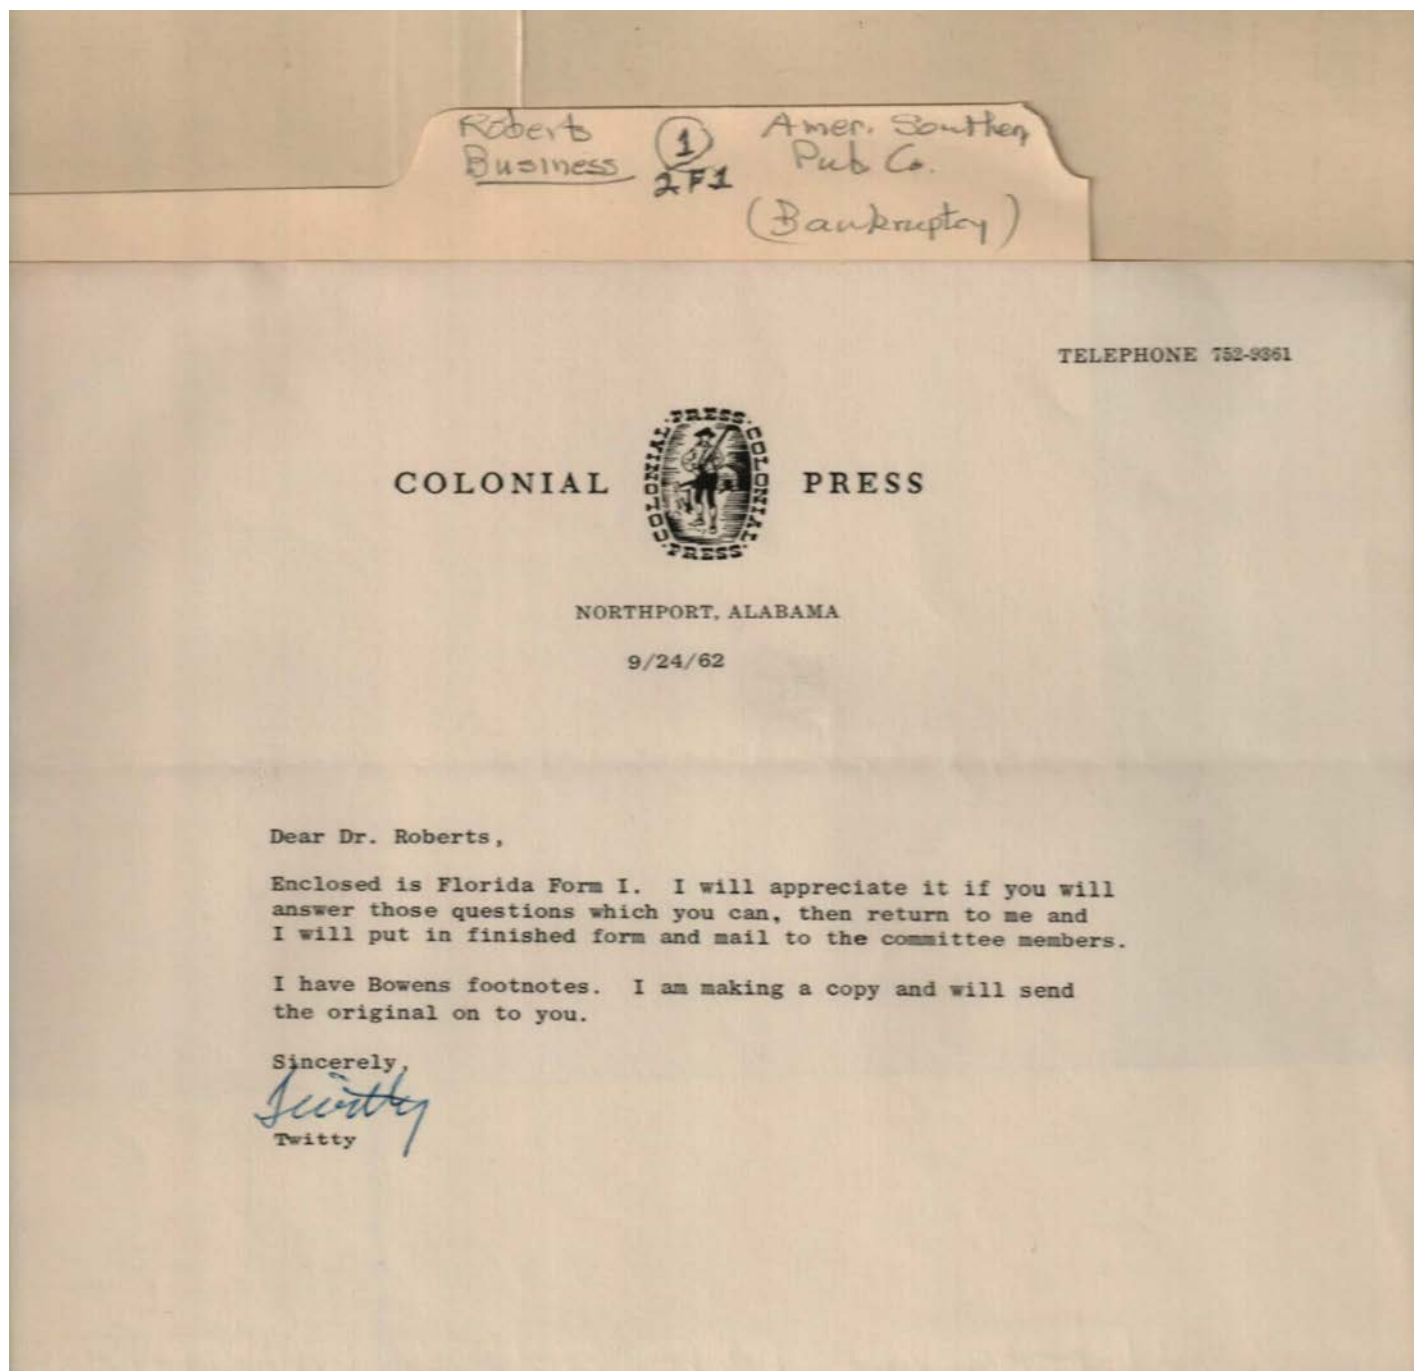 Roberts
Business
1
2F1
Amer. Southern
Pub Co.
(Bankruptcy)
TELEPHONE 752-9361
COLONIAL PRESS
·PRESS·COLONIAL·PRESS·COLONIAL
NORTHPORT, ALABAMA
9/24/62
Dear Dr. Roberts,
Enclosed is Florida Form I. I will appreciate it if you will
answer those questions which you can, then return to me and
I will put in finished form and mail to the committee members.
I have Bowens footnotes. I am making a copy and will send
the original on to you.
Sincerely,
Twitty
Twitty